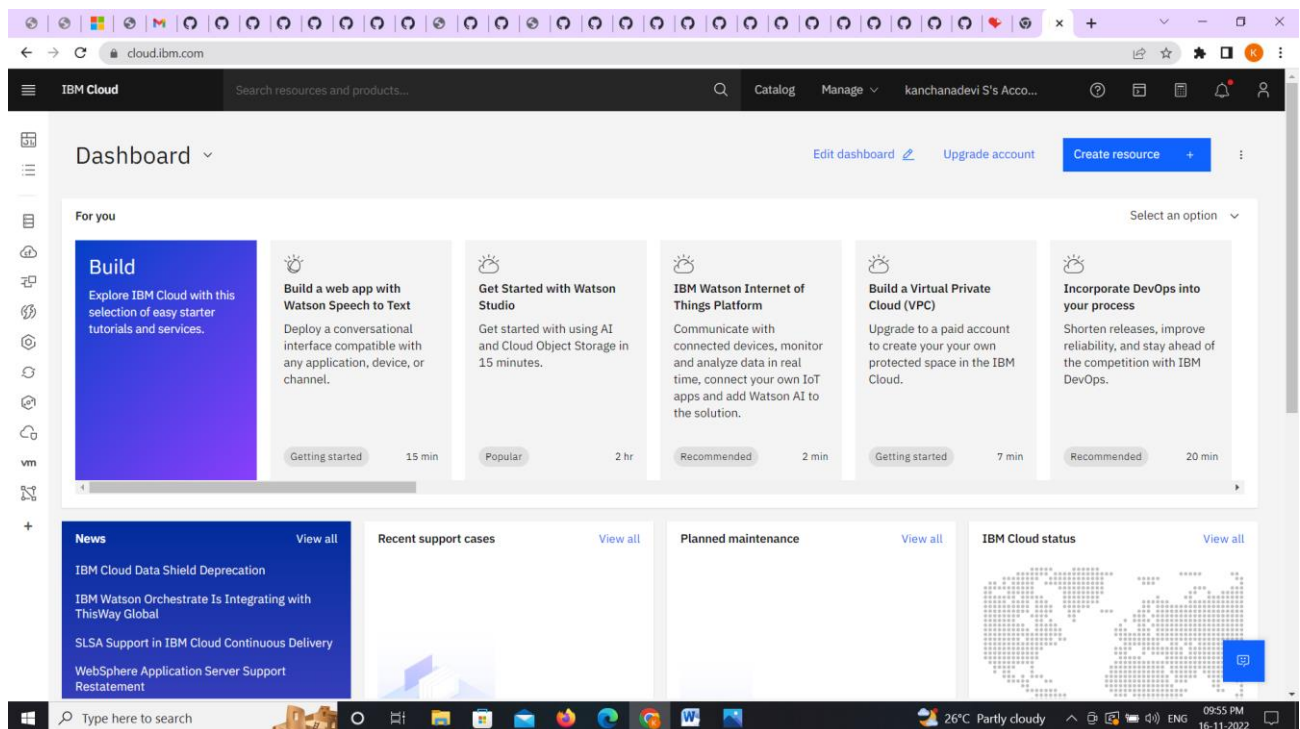 cloud.ibm.com
K
IBM Cloud
Search resources and products...
Catalog
Manage
kanchanadevi S's Acco...
Dashboard
Edit dashboard
Upgrade account
Create resource +
For you
Select an option
Build
Explore IBM Cloud with this
selection of easy starter
tutorials and services.
Build a web app with
Watson Speech to Text
Deploy a conversational
interface compatible with
any application, device, or
channel.
Getting started
15 min
Get Started with Watson
Studio
Get started with using AI
and Cloud Object Storage in
15 minutes.
Popular
2 hr
IBM Watson Internet of
Things Platform
Communicate with
connected devices, monitor
and analyze data in real
time, connect your own IoT
apps and add Watson AI to
the solution.
Recommended
2 min
Build a Virtual Private
Cloud (VPC)
Upgrade to a paid account
to create your your own
protected space in the IBM
Cloud.
Getting started
7 min
Incorporate DevOps into
your process
Shorten releases, improve
reliability, and stay ahead of
the competition with IBM
DevOps.
Recommended
20 min
vm
News
View all
IBM Cloud Data Shield Deprecation
IBM Watson Orchestrate Is Integrating with
ThisWay Global
SLSA Support in IBM Cloud Continuous Delivery
WebSphere Application Server Support
Restatement
Recent support cases
View all
Planned maintenance
View all
IBM Cloud status
View all
Type here to search
26°C Partly cloudy
ENG
09:55 PM
16-11-2022